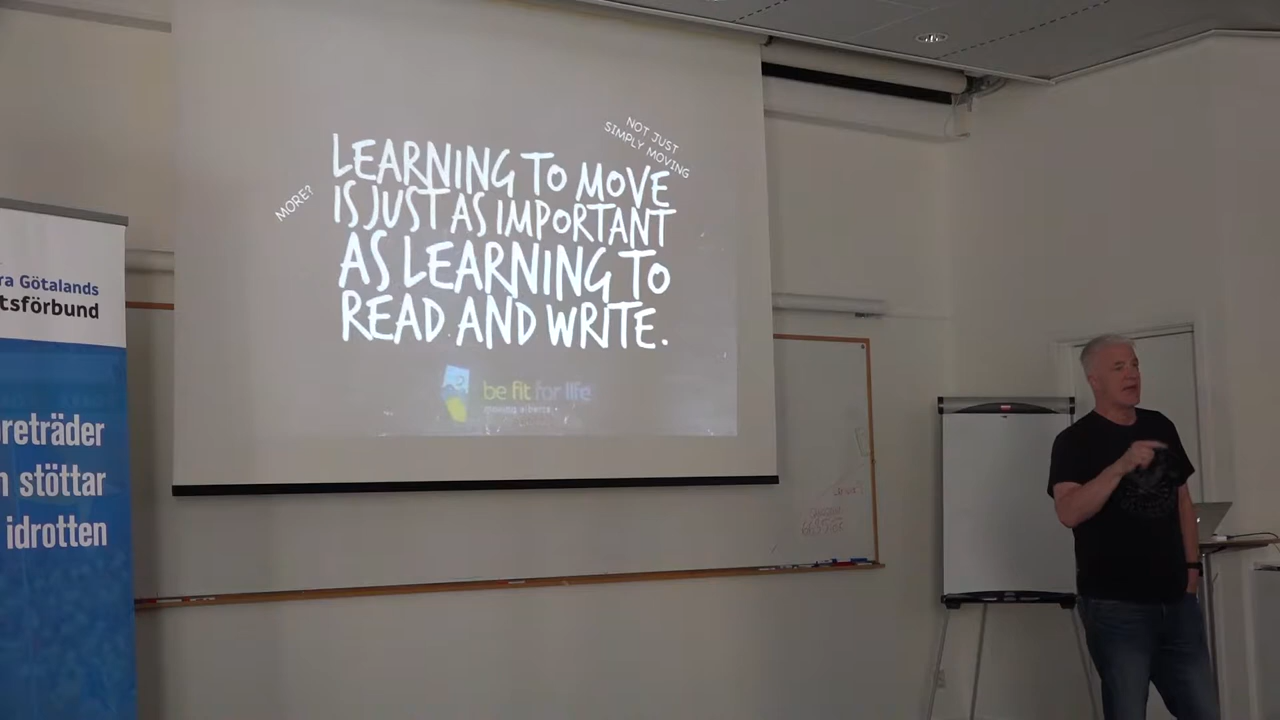 NOT JUST
SIMPLY MOVING
MORE?
LEARNING TO MOVE
IS JUST AS IMPORTANT
AS LEARNING TO
READ AND WRITE.
be fit for life
ra Götalands
tsförbund
reträder
stöttar
idrotten